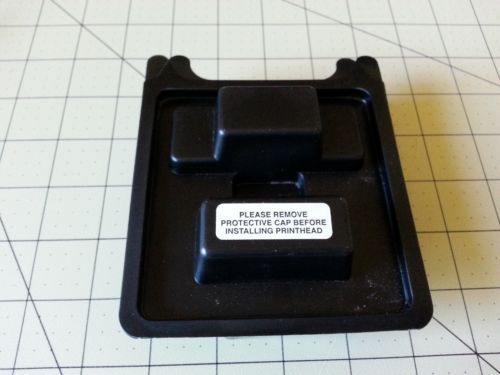 PLEASE REMOVE
PROTECTIVE CAP BEFORE
INSTALLING PRINTHEAD